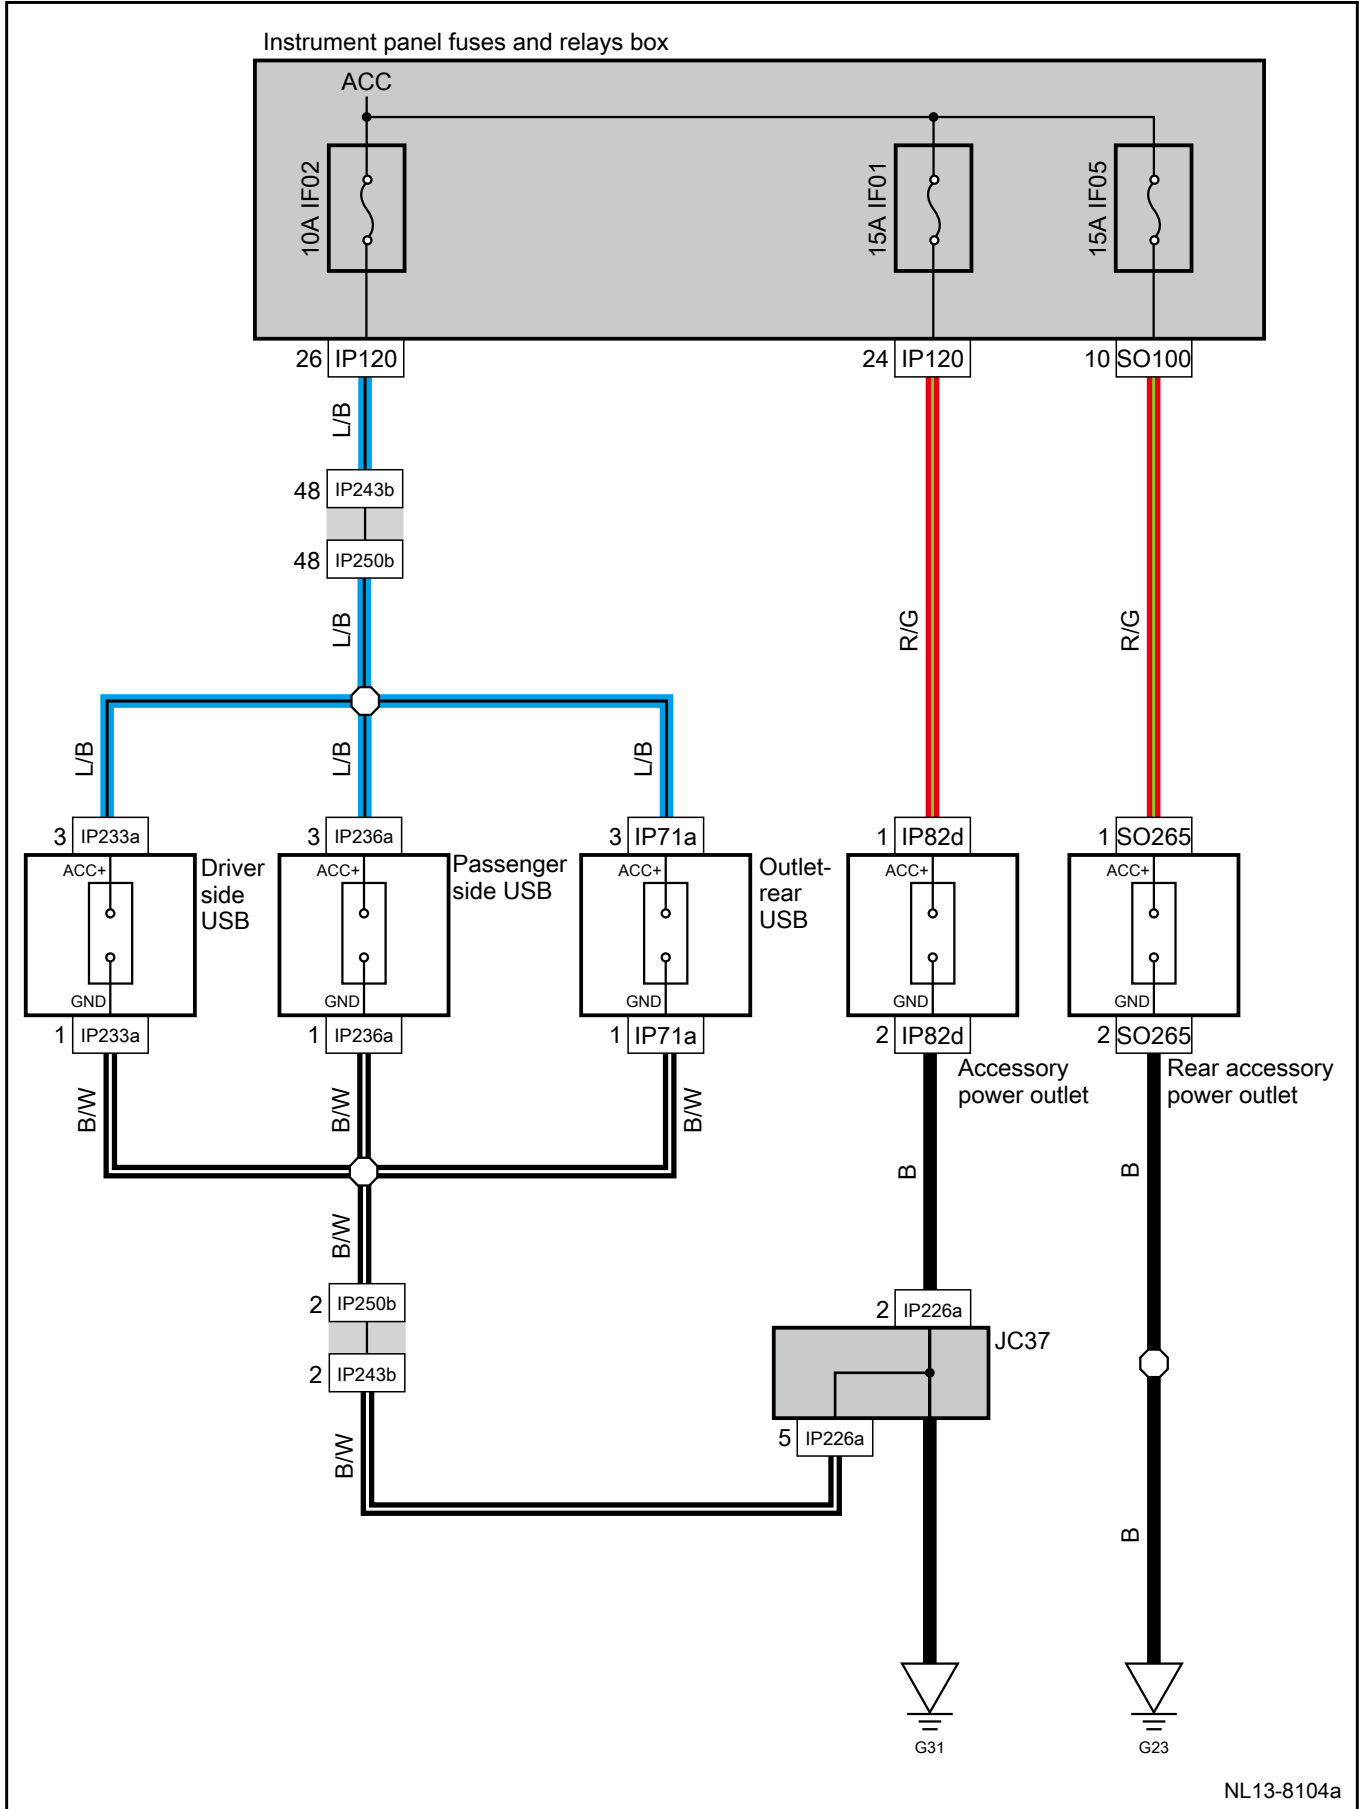 Instrument panel fuses and relays box
ACC
10A IF02
15A IF01
15A IF05
26 IP120
24 IP120
10 SO100
L/B
48 IP243b
48 IP250b
L/B
R/G
R/G
L/B
L/B
L/B
3 IP233a
3 IP236a
3 IP71a
1 IP82d
1 SO265
ACC+
GND
Driver
side
USB
ACC+
GND
Passenger
side USB
ACC+
GND
Outlet-
rear
USB
ACC+
GND
ACC+
GND
1 IP233a
1 IP236a
1 IP71a
2 IP82d
2 SO265
Accessory
power outlet
Rear accessory
power outlet
B/W
B/W
B/W
B
B
B/W
2 IP250b
2 IP243b
2 IP226a
JC37
5 IP226a
B/W
B
G31
G23
NL13-8104a